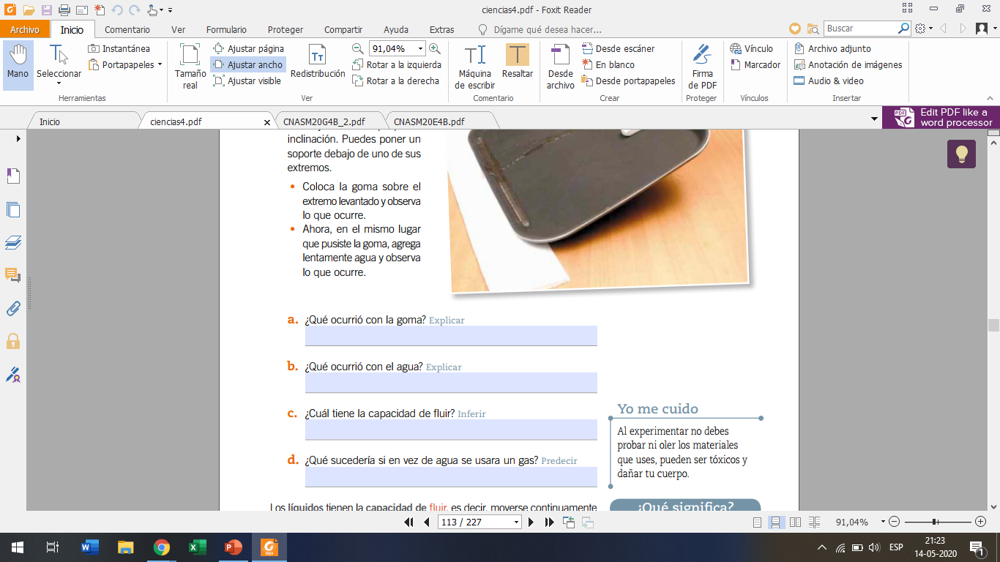 ciencias4.pdf - Foxit Reader
Archivo
Inicio
Comentario
Ver
Formulario
Proteger
Compartir
Ayuda
Extras
Dígame qué desea hacer...
Buscar
Mano
Seleccionar
Instantánea
Portapapeles
Herramientas
Tamaño real
Ajustar página
Ajustar ancho
Ajustar visible
Redistribución
91,04%
Rotar a la izquierda
Rotar a la derecha
Ver
Máquina de escribir
Resaltar
Comentario
Desde archivo
Desde escáner
En blanco
Desde portapapeles
Crear
Firma de PDF
Proteger
Vínculo
Marcador
Vínculos
Archivo adjunto
Anotación de imágenes
Audio & video
Insertar
Inicio
ciencias4.pdf
CNASM20G4B_2.pdf
CNASM20E4B.pdf
Edit PDF like a
word processor
inclinación. Puedes poner un
soporte debajo de uno de sus
extremos.
• Coloca la goma sobre el
extremo levantado y observa
lo que ocurre.
• Ahora, en el mismo lugar
que pusiste la goma, agrega
lentamente agua y observa
lo que ocurre.
a. ¿Qué ocurrió con la goma? Explicar
b. ¿Qué ocurrió con el agua? Explicar
c. ¿Cuál tiene la capacidad de fluir? Inferir
d. ¿Qué sucedería si en vez de agua se usara un gas? Predecir
Yo me cuido
Al experimentar no debes
probar ni oler los materiales
que uses, pueden ser tóxicos y
dañar tu cuerpo.
Los líquidos tienen la capacidad de fluir, es decir, moverse continuamente
¿Qué significa?
113 / 227
91,04%
ESP
21:23
14-05-2020
1